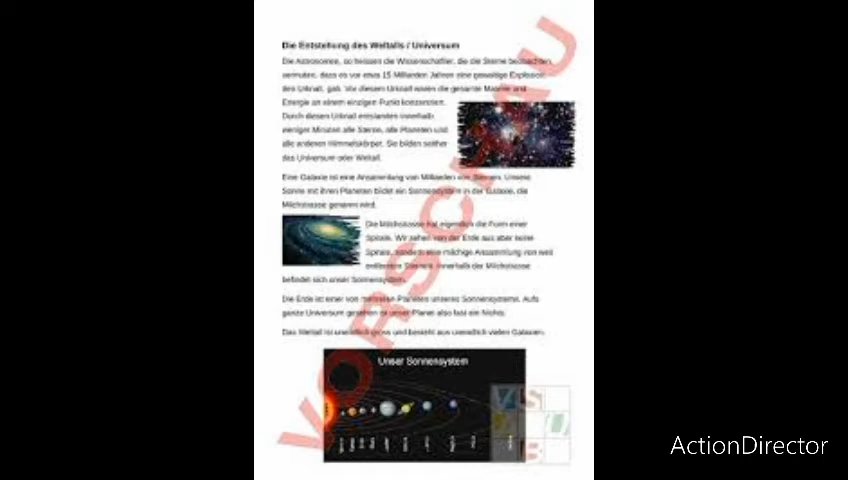 Die Entstehung des Weltalls / Universum
Die Astronomen, so heissen die Wissenschaftler, die die Sterne beobachten,
vermuten, dass es vor etwa 15 Milliarden Jahren eine gewaltige Explosion,
den Urknall, gab. Vor diesem Urknall waren die gesamte Materie und
Energie an einem einzigen Punkt konzentriert.
Durch diesen Urknall entstanden innerhalb
weniger Minuten alle Sterne, alle Planeten und
alle anderen Himmelskörper. Sie bilden seither
das Universum oder Weltall.
Eine Galaxie ist eine Ansammlung von Milliarden von Sternen. Unsere
Sonne mit ihren Planeten bildet ein Sonnensystem in der Galaxie, die
Milchstrasse genannt wird.
Die Milchstrasse hat eigentlich die Form einer
Spirale. Wir sehen von der Erde aus aber keine
Spirale, sondern eine mächtige Ansammlung von weit
entfernten Sternen. Innerhalb der Milchstrasse
befindet sich unser Sonnensystem.
Die Erde ist einer von mehreren Planeten unseres Sonnensystems. Aufs
ganze Universum gesehen ist unser Planet also fast ein Nichts.
Das Weltall ist unendlich gross und besteht aus unendlich vielen Galaxien.
Unser Sonnensystem
VORSCHAU
ActionDirector